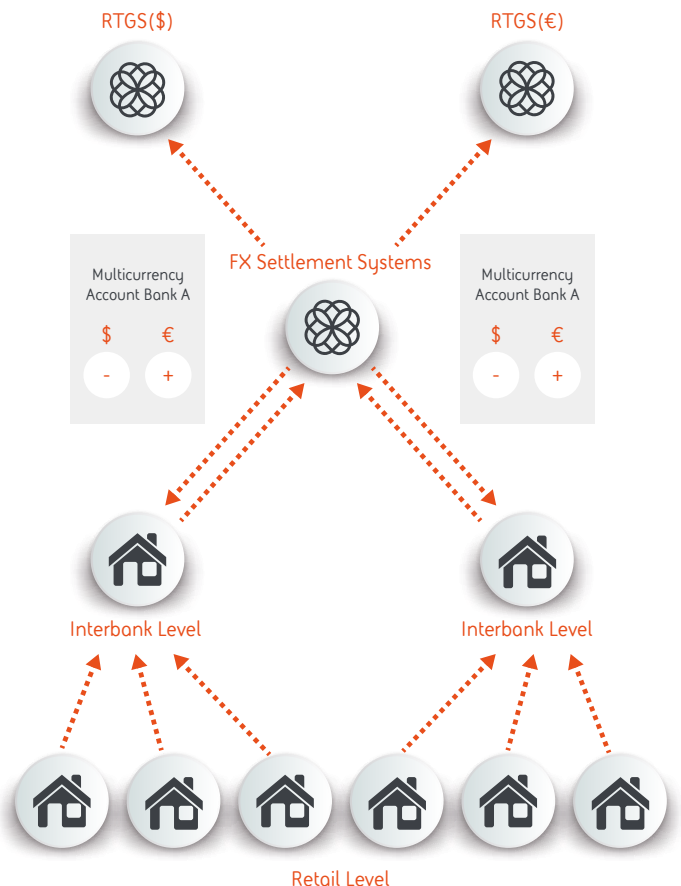 RTGS($)
RTGS(€)
FX Settlement Systems
Multicurrency
Account Bank A
$ €
- +
Multicurrency
Account Bank A
$ €
- +
Interbank Level
Interbank Level
Retail Level